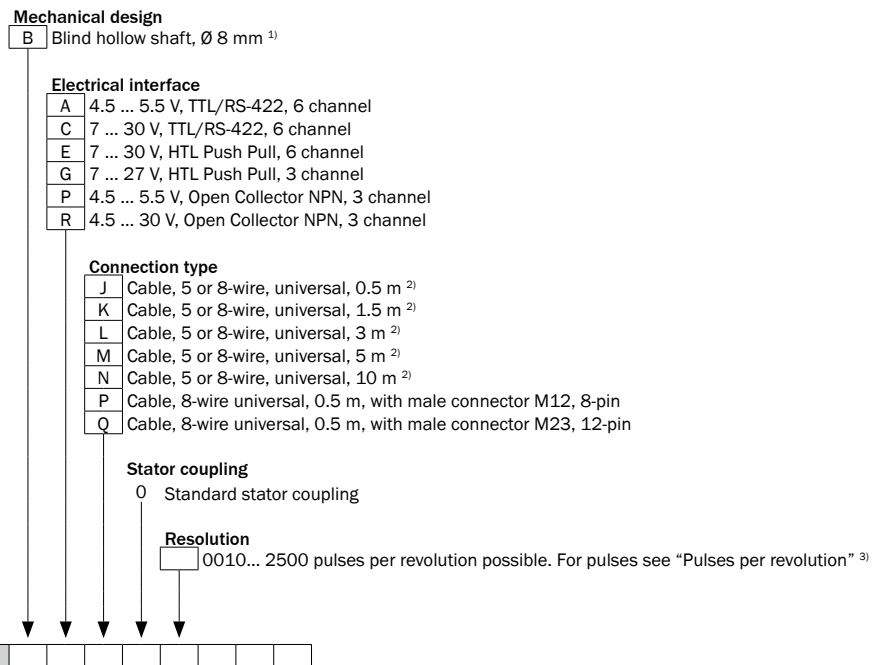 Mechanical design
B Blind hollow shaft, Ø 8 mm 1)
Electrical interface
A 4.5 ... 5.5 V, TTL/RS-422, 6 channel
C 7 ... 30 V, TTL/RS-422, 6 channel
E 7 ... 30 V, HTL Push Pull, 6 channel
G 7 ... 27 V, HTL Push Pull, 3 channel
P 4.5 ... 5.5 V, Open Collector NPN, 3 channel
R 4.5 ... 30 V, Open Collector NPN, 3 channel
Connection type
J Cable, 5 or 8-wire, universal, 0.5 m 2)
K Cable, 5 or 8-wire, universal, 1.5 m 2)
L Cable, 5 or 8-wire, universal, 3 m 2)
M Cable, 5 or 8-wire, universal, 5 m 2)
N Cable, 5 or 8-wire, universal, 10 m 2)
P Cable, 8-wire universal, 0.5 m, with male connector M12, 8-pin
Q Cable, 8-wire universal, 0.5 m, with male connector M23, 12-pin
Stator coupling
0 Standard stator coupling
Resolution
0010... 2500 pulses per revolution possible. For pulses see “Pulses per revolution” 3)